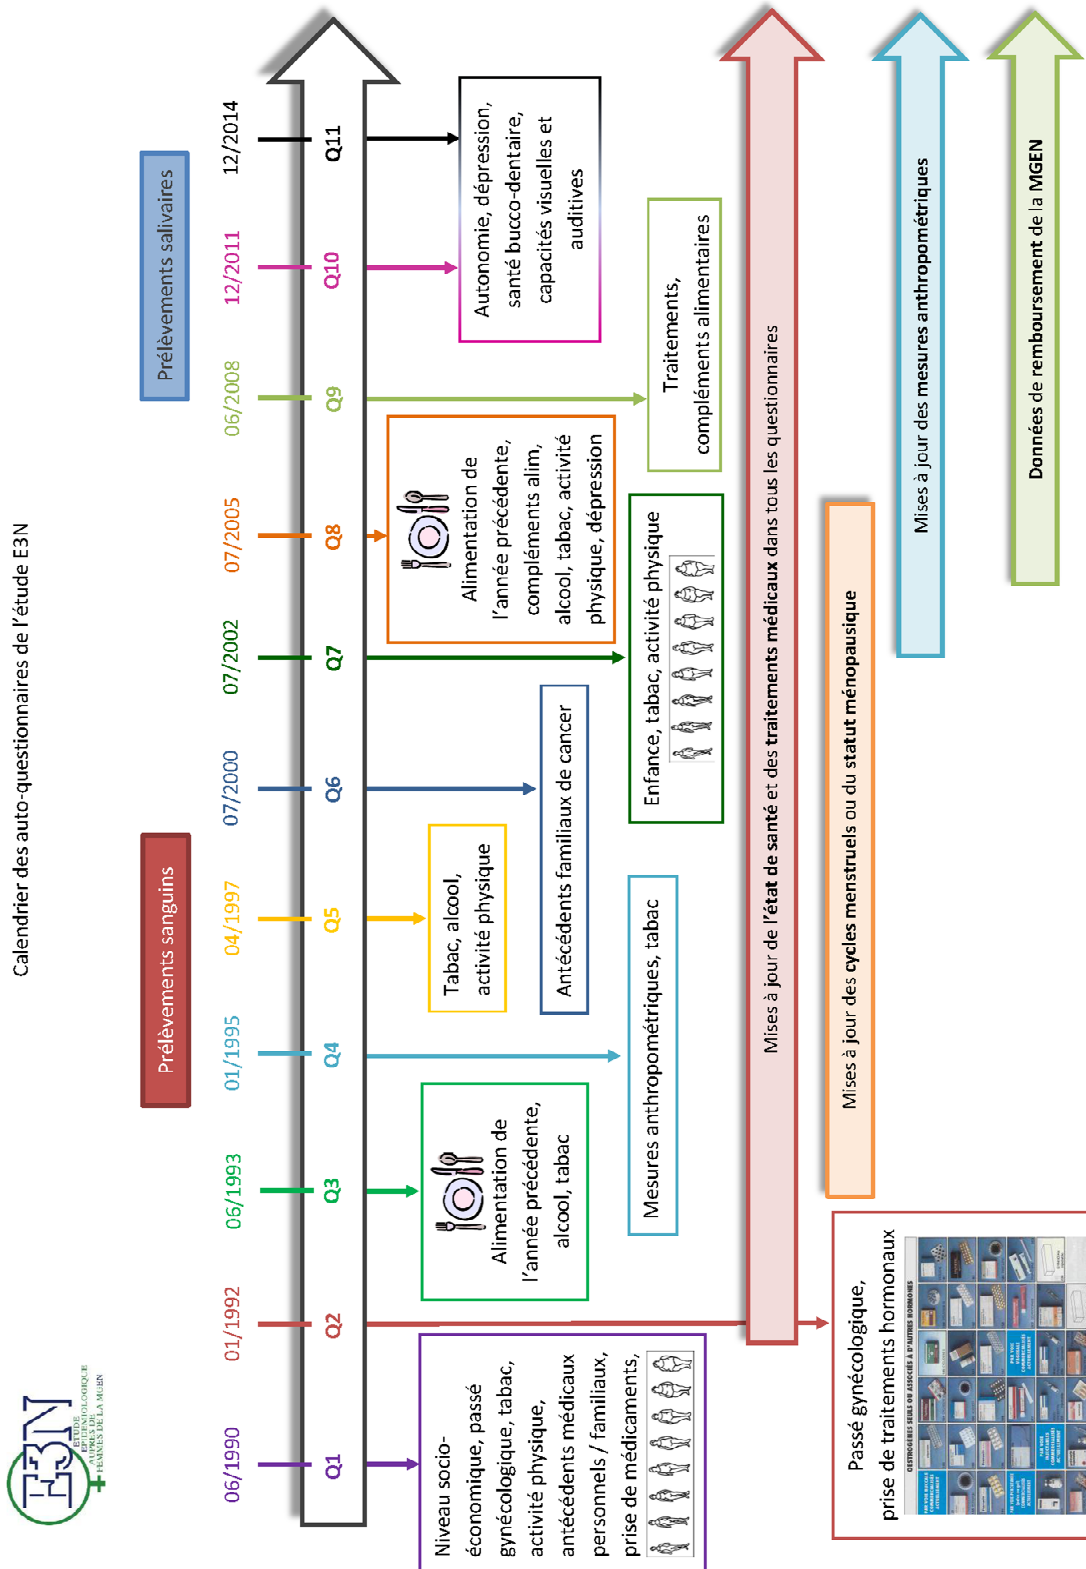 Calendrier des auto-questionnaires de l'étude E3N
E3N
ETUDE
EPIDEMIOLOGIQUE
AUPRES DE
FEMMES DE LA MGEN
Prélèvements sanguins
Prélèvements salivaires
06/1990
01/1992
06/1993
01/1995
04/1997
07/2000
07/2002
07/2005
06/2008
12/2011
12/2014
Q1
Q2
Q3
Q4
Q5
Q6
Q7
Q8
Q9
Q10
Q11
Niveau socio-
économique, passé
gynécologique, tabac,
activité physique,
antécédents médicaux
personnels / familiaux,
prise de médicaments,
Alimentation de
l'année précédente,
alcool, tabac
Mesures anthropométriques, tabac
Tabac, alcool,
activité physique
Antécédents familiaux de cancer
Enfance, tabac, activité physique
Alimentation de
l'année précédente,
compléments alim,
alcool, tabac, activité
physique, dépression
Traitements,
compléments alimentaires
Autonomie, dépression,
santé bucco-dentaire,
capacités visuelles et
auditives
Mises à jour de l'état de santé et des traitements médicaux dans tous les questionnaires
Passé gynécologique,
prise de traitements hormonaux
GESTROGÈNES SEULS OU ASSOCIÉS A D'AUTRES HORMONES
Mises à jour des cycles menstruels ou du statut ménopausique
Mises à jour des mesures anthropométriques
Données de remboursement de la MGEN